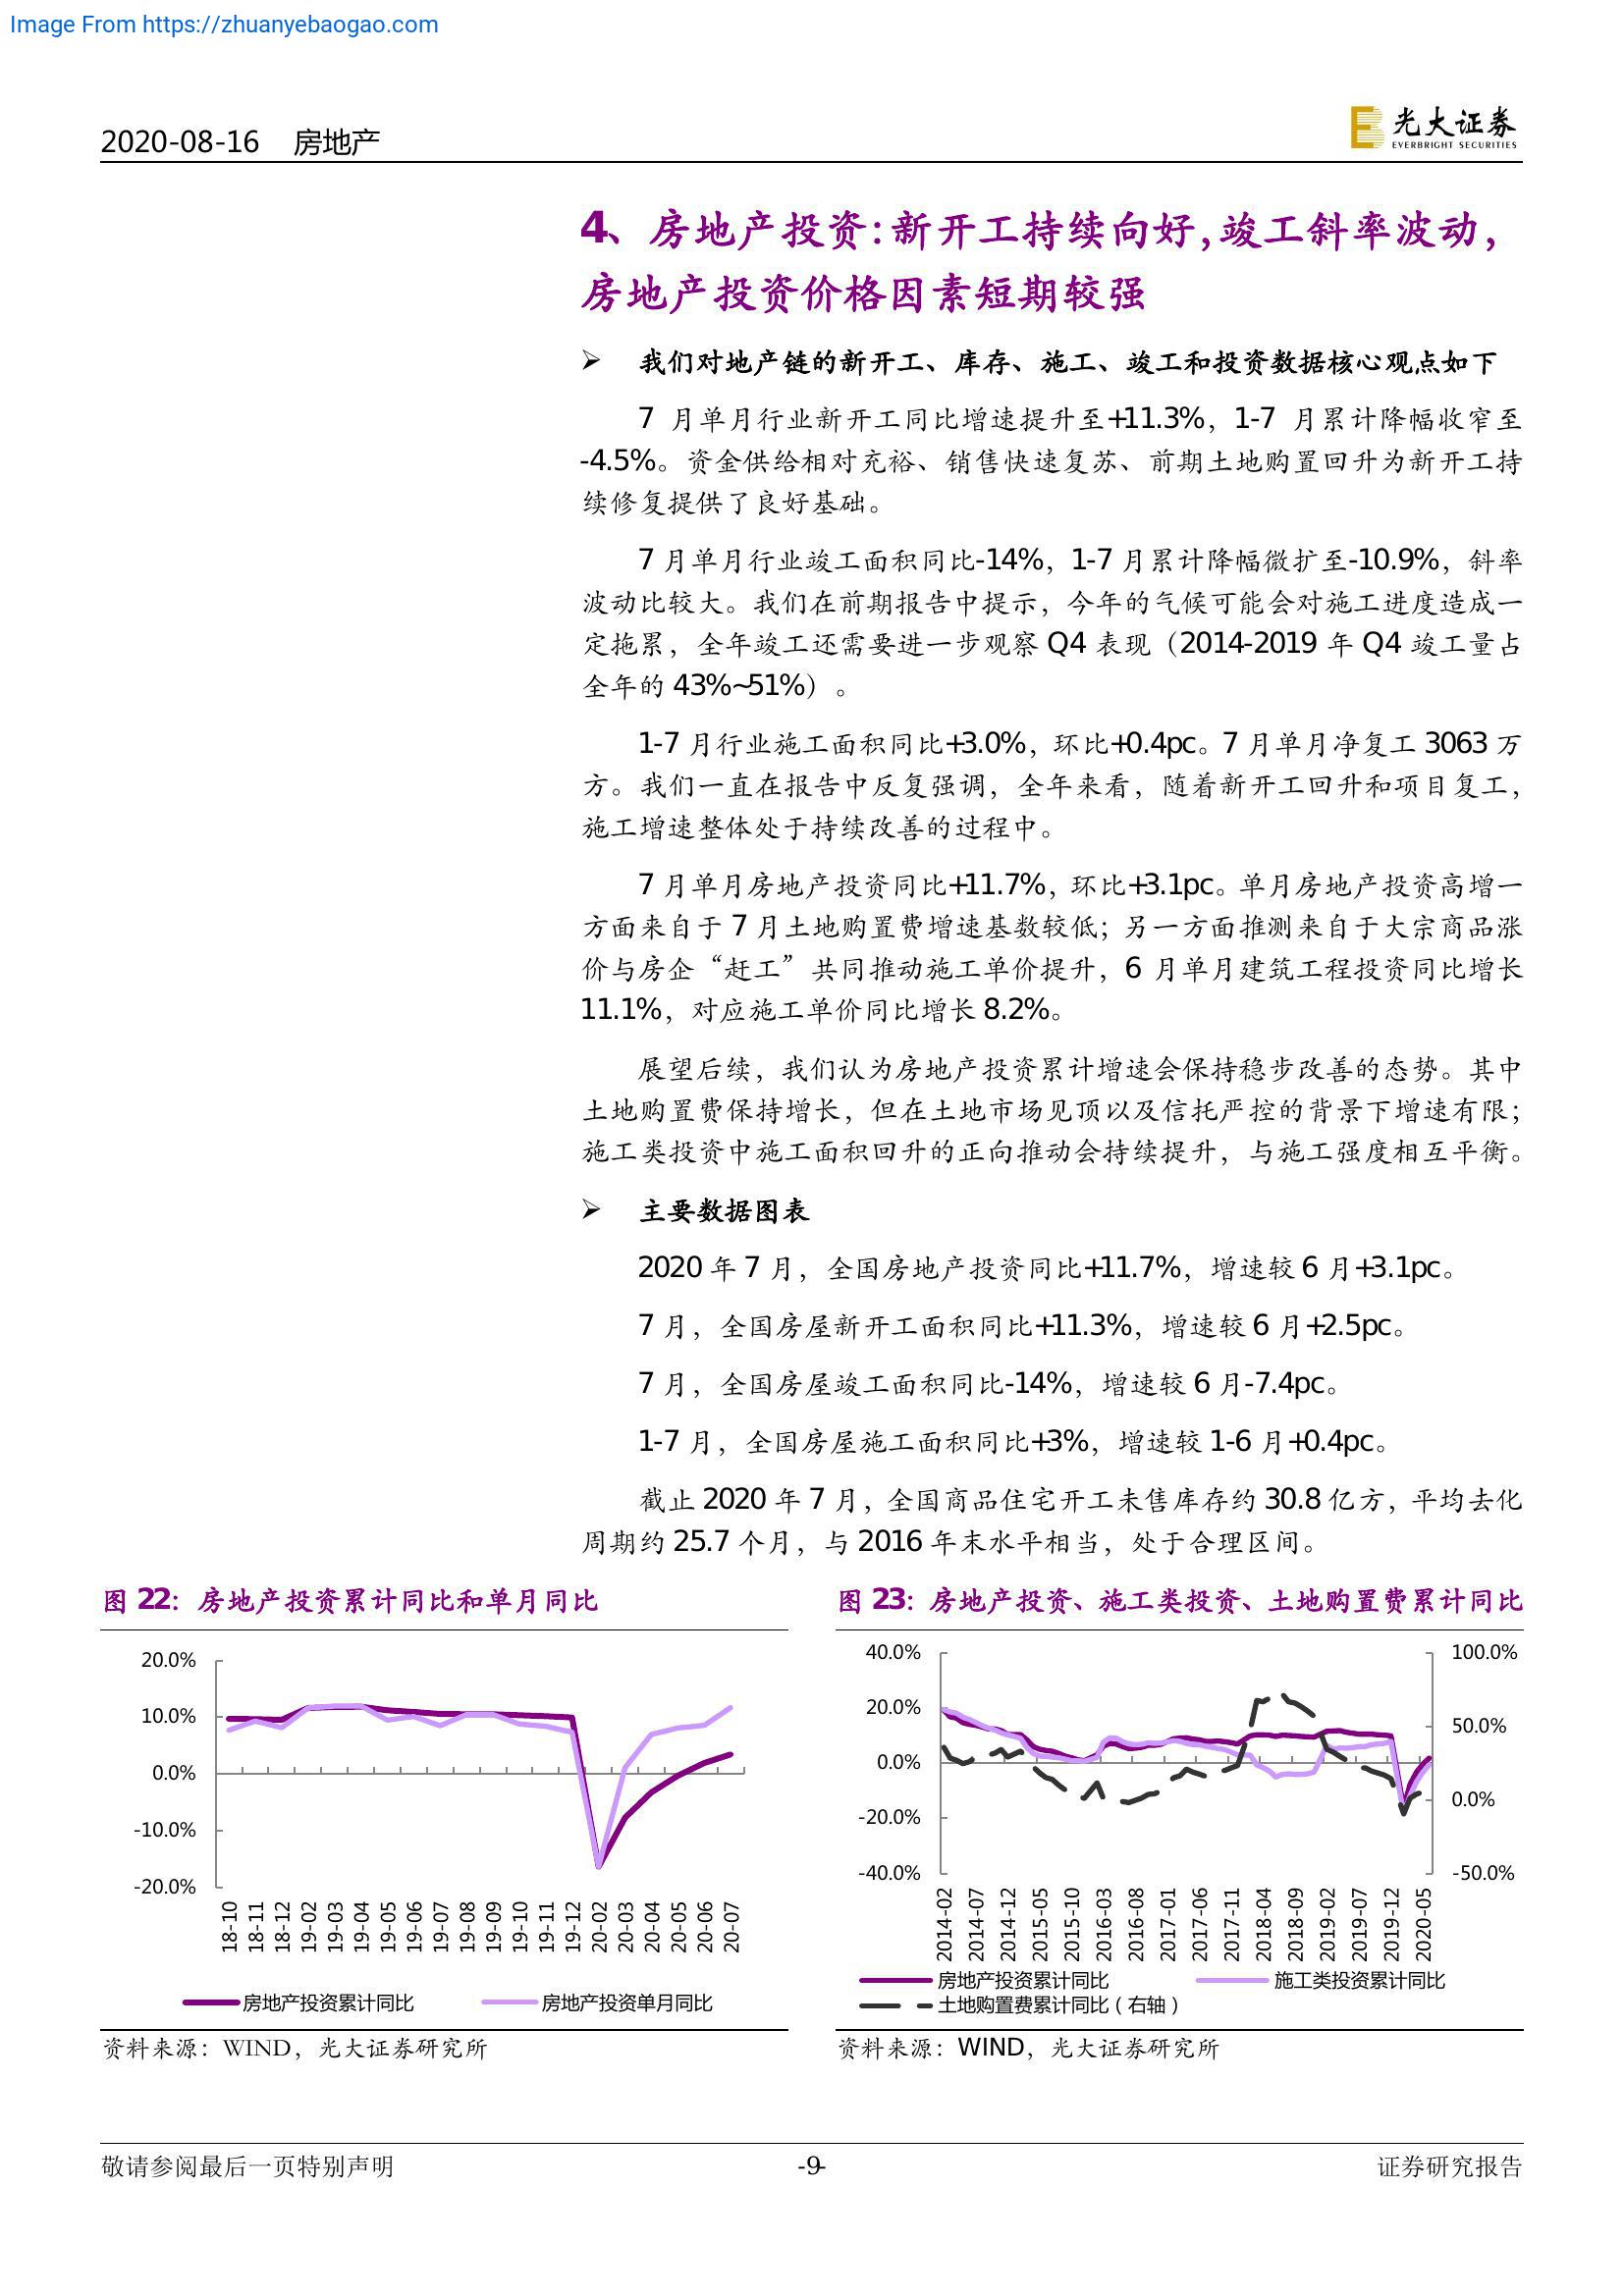 Image From https://zhuanyebaogao.com
2020-08-16 房地产
光大证券
EVERBRIGHT SECURITIES
4、房地产投资:新开工持续向好,竣工斜率波动,
房地产投资价格因素短期较强
➢ 我们对地产链的新开工、库存、施工、竣工和投资数据核心观点如下
7 月单月行业新开工同比增速提升至+11.3%，1-7 月累计降幅收窄至
-4.5%。资金供给相对充裕、销售快速复苏、前期土地购置回升为新开工持
续修复提供了良好基础。
7 月单月行业竣工面积同比-14%，1-7 月累计降幅微扩至-10.9%，斜率
波动比较大。我们在前期报告中提示，今年的气候可能会对施工进度造成一
定拖累，全年竣工还需要进一步观察 Q4 表现（2014-2019 年 Q4 竣工量占
全年的 43%~51%）。
1-7 月行业施工面积同比+3.0%，环比+0.4pc。7 月单月净复工 3063 万
方。我们一直在报告中反复强调，全年来看，随着新开工回升和项目复工，
施工增速整体处于持续改善的过程中。
7 月单月房地产投资同比+11.7%，环比+3.1pc。单月房地产投资高增一
方面来自于 7 月土地购置费增速基数较低；另一方面推测来自于大宗商品涨
价与房企“赶工”共同推动施工单价提升，6 月单月建筑工程投资同比增长
11.1%，对应施工单价同比增长 8.2%。
展望后续，我们认为房地产投资累计增速会保持稳步改善的态势。其中
土地购置费保持增长，但在土地市场见顶以及信托严控的背景下增速有限；
施工类投资中施工面积回升的正向推动会持续提升，与施工强度相互平衡。
➢ 主要数据图表
2020 年 7 月，全国房地产投资同比+11.7%，增速较 6 月+3.1pc。
7 月，全国房屋新开工面积同比+11.3%，增速较 6 月+2.5pc。
7 月，全国房屋竣工面积同比-14%，增速较 6 月-7.4pc。
1-7 月，全国房屋施工面积同比+3%，增速较 1-6 月+0.4pc。
截止 2020 年 7 月，全国商品住宅开工未售库存约 30.8 亿方，平均去化
周期约 25.7 个月，与 2016 年末水平相当，处于合理区间。
图 22：房地产投资累计同比和单月同比
20.0%
10.0%
0.0%
-10.0%
-20.0%
18-10 18-11 18-12 19-02 19-03 19-04 19-05 19-06 19-07 19-08 19-09 19-10 19-11 19-12 20-02 20-03 20-04 20-05 20-06 20-07
房地产投资累计同比 房地产投资单月同比
资料来源：WIND，光大证券研究所
图 23：房地产投资、施工类投资、土地购置费累计同比
40.0% 100.0%
20.0% 50.0%
0.0%
-20.0% 0.0%
-40.0% -50.0%
2014-02 2014-07 2014-12 2015-05 2015-10 2016-03 2016-08 2017-01 2017-06 2017-11 2018-04 2018-09 2019-02 2019-07 2019-12 2020-05
房地产投资累计同比 施工类投资累计同比
土地购置费累计同比（右轴）
资料来源：WIND，光大证券研究所
敬请参阅最后一页特别声明 -9- 证券研究报告